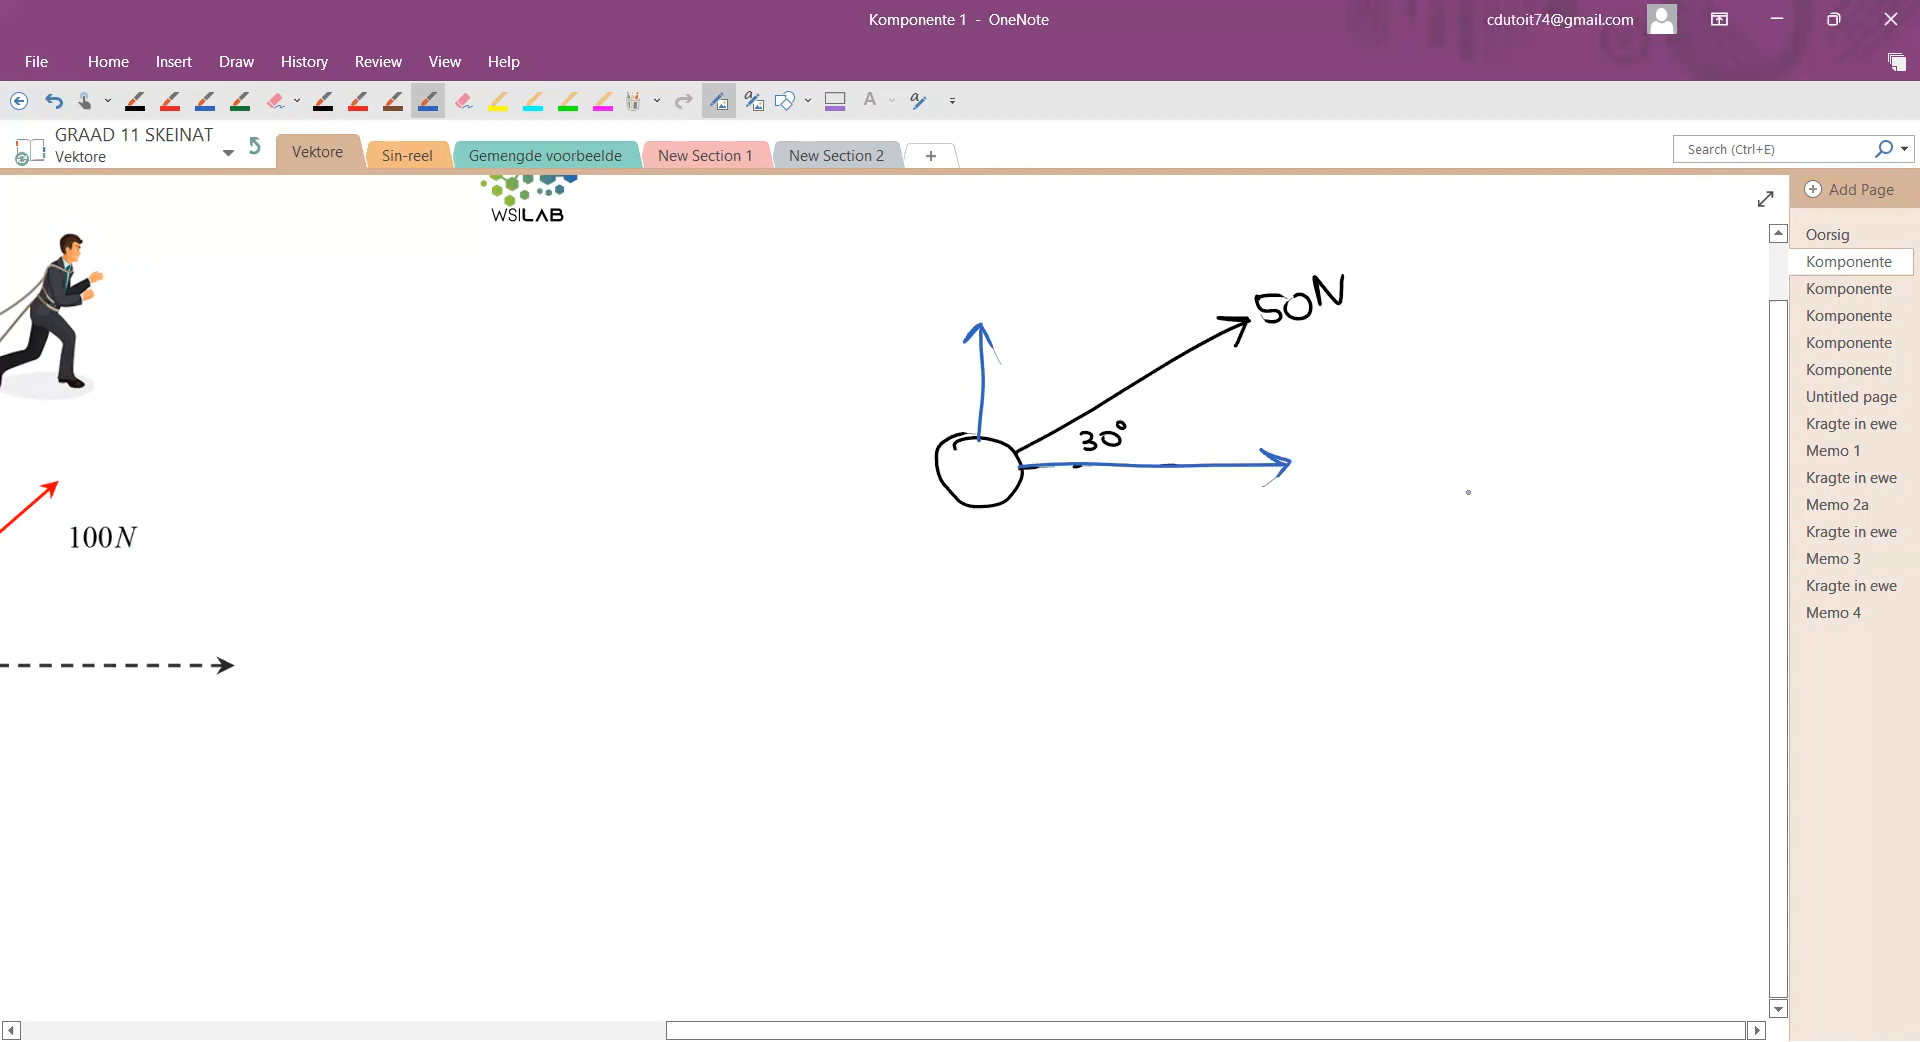 Komponente 1 - OneNote
cdutoit74@gmail.com
File Home Insert Draw History Review View Help
GRAAD 11 SKEINAT
Vektore
Vektore Sin-reel Gemengde voorbeelde New Section 1 New Section 2
Search (Ctrl+E)
Add Page
WSILAB
Oorsig
Komponente
Komponente
Komponente
Komponente
Komponente
Untitled page
Kragte in ewe
Memo 1
Kragte in ewe
Memo 2a
Kragte in ewe
Memo 3
Kragte in ewe
Memo 4
50N
30°
100N